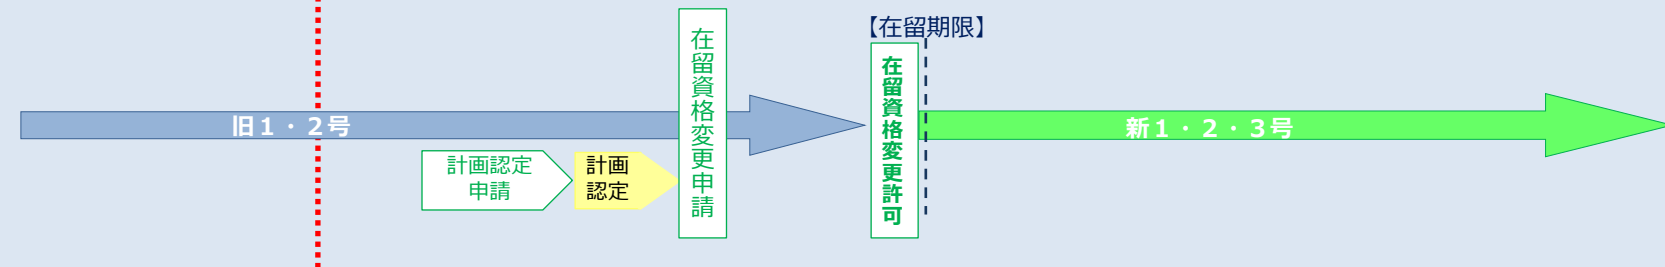 旧１・２号
計画認定
申請
計画
認定
在留資格変更申請
【在留期限】
在留資格変更許可
新１・２・３号